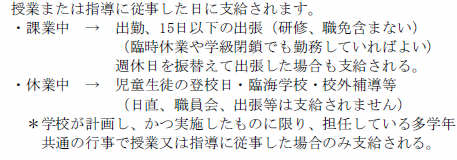 授業または指導に従事した日に支給されます。
・課業中　→　出勤、15日以下の出張（研修、職免含まない）
（臨時休業や学級閉鎖でも勤務していればよい）
週休日を振替えて出張した場合も支給される。
・休業中　→　児童生徒の登校日・臨海学校・校外補導等
（日直、職員会、出張等は支給されません）
＊学校が計画し、かつ実施したものに限り、担任している多学年
共通の行事で授業又は指導に従事した場合のみ支給される。